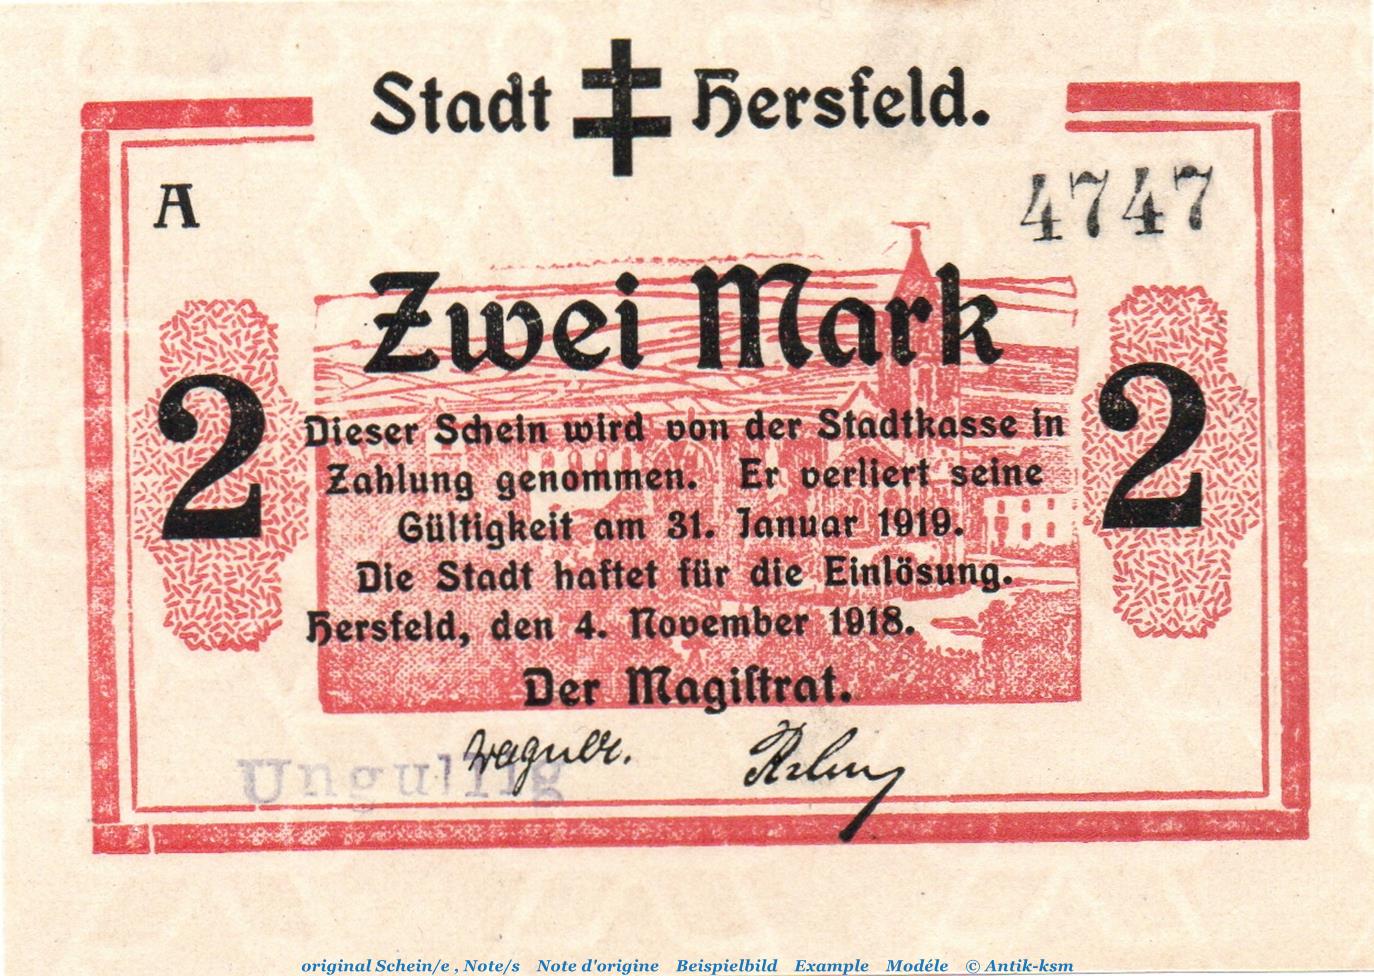 Stadt Hersfeld.
A
4747
Zwei Mark
2
2
Dieser Schein wird von der Stadtkasse in
Zahlung genommen. Er verliert seine
Gültigkeit am 31. Januar 1919.
Die Stadt haftet für die Einlösung.
Hersfeld, den 4. November 1918.
Der Magiſtrat.
Wagner.
Ungültig
original Schein/e , Note/s Note d'origine Beispielbild Example Modéle © Antik-ksm